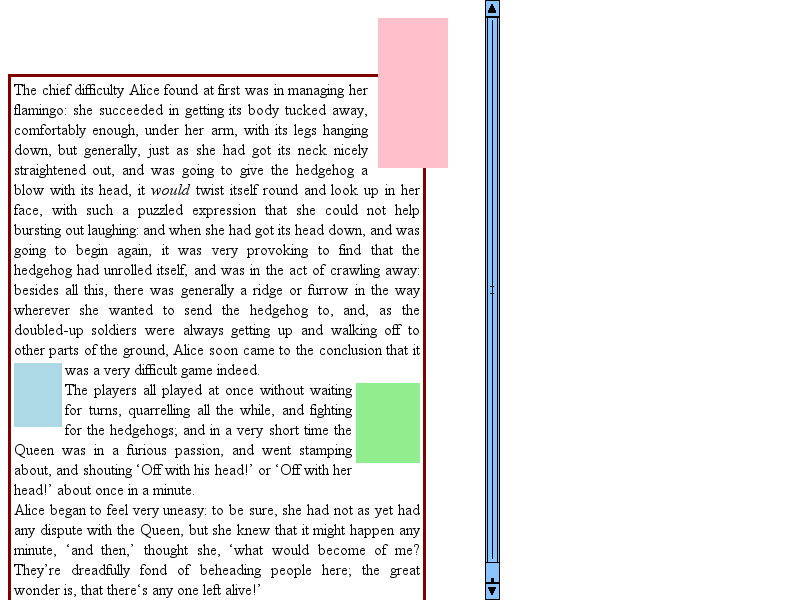 The chief difficulty Alice found at first was in managing her
flamingo: she succeeded in getting its body tucked away,
comfortably enough, under her arm, with its legs hanging
down, but generally, just as she had got its neck nicely
straightened out, and was going to give the hedgehog a
blow with its head, it would twist itself round and look up in her
face, with such a puzzled expression that she could not help
bursting out laughing: and when she had got its head down, and was
going to begin again, it was very provoking to find that the
hedgehog had unrolled itself, and was in the act of crawling away:
besides all this, there was generally a ridge or furrow in the way
wherever she wanted to send the hedgehog to, and, as the
doubled-up soldiers were always getting up and walking off to
other parts of the ground, Alice soon came to the conclusion that it
was a very difficult game indeed.
The players all played at once without waiting
for turns, quarrelling all the while, and fighting
for the hedgehogs; and in a very short time the
Queen was in a furious passion, and went stamping
about, and shouting ‘Off with his head!’ or ‘Off with her
head!’ about once in a minute.
Alice began to feel very uneasy: to be sure, she had not as yet had
any dispute with the Queen, but she knew that it might happen any
minute, ‘and then,’ thought she, ‘what would become of me?
They’re dreadfully fond of beheading people here; the great
wonder is, that there‘s any one left alive!’